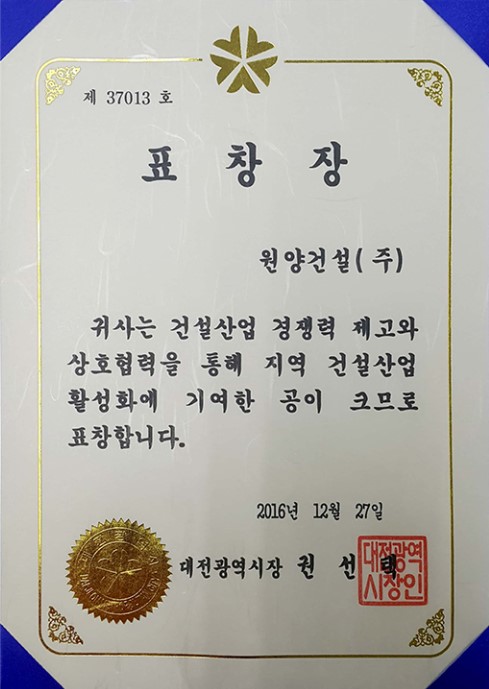 제 37013 호
표 창 장
원양건설(주)
귀사는 건설산업 경쟁력 제고와
상호협력을 통해 지역 건설산업
활성화에 기여한 공이 크므로
표창합니다.
2016년 12월 27일
대전광역시장 권 선 택
대전광역
시장인